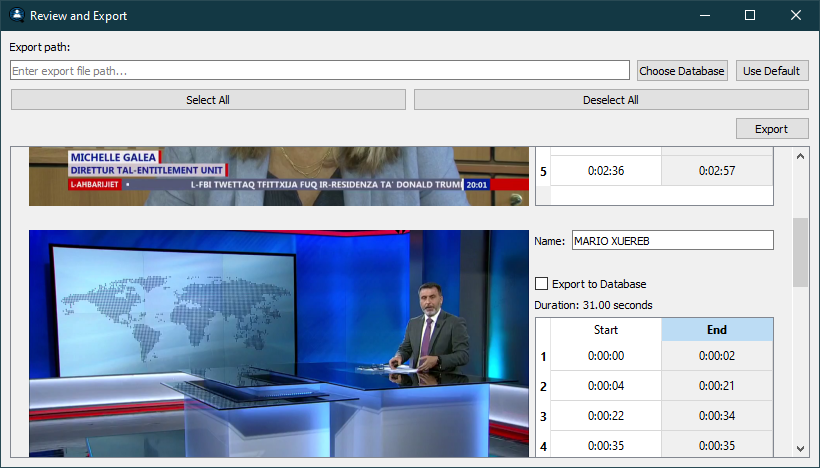 Review and Export
Export path:
Enter export file path...
Choose Database
Use Default
Select All
Deselect All
Export
MICHELLE GALEA
DIRETTUR TAL-ENTITLEMENT UNIT
L-AĦBARIJIET • L-FBI TWETTAQ TFITTXIJA FUQ IR-RESIDENZA TA' DONALD TRUM 20:01
5 0:02:36 0:02:57
Name: MARIO XUEREB
Export to Database
Duration: 31.00 seconds
Start End
1 0:00:00 0:00:02
2 0:00:04 0:00:21
3 0:00:22 0:00:34
4 0:00:35 0:00:35